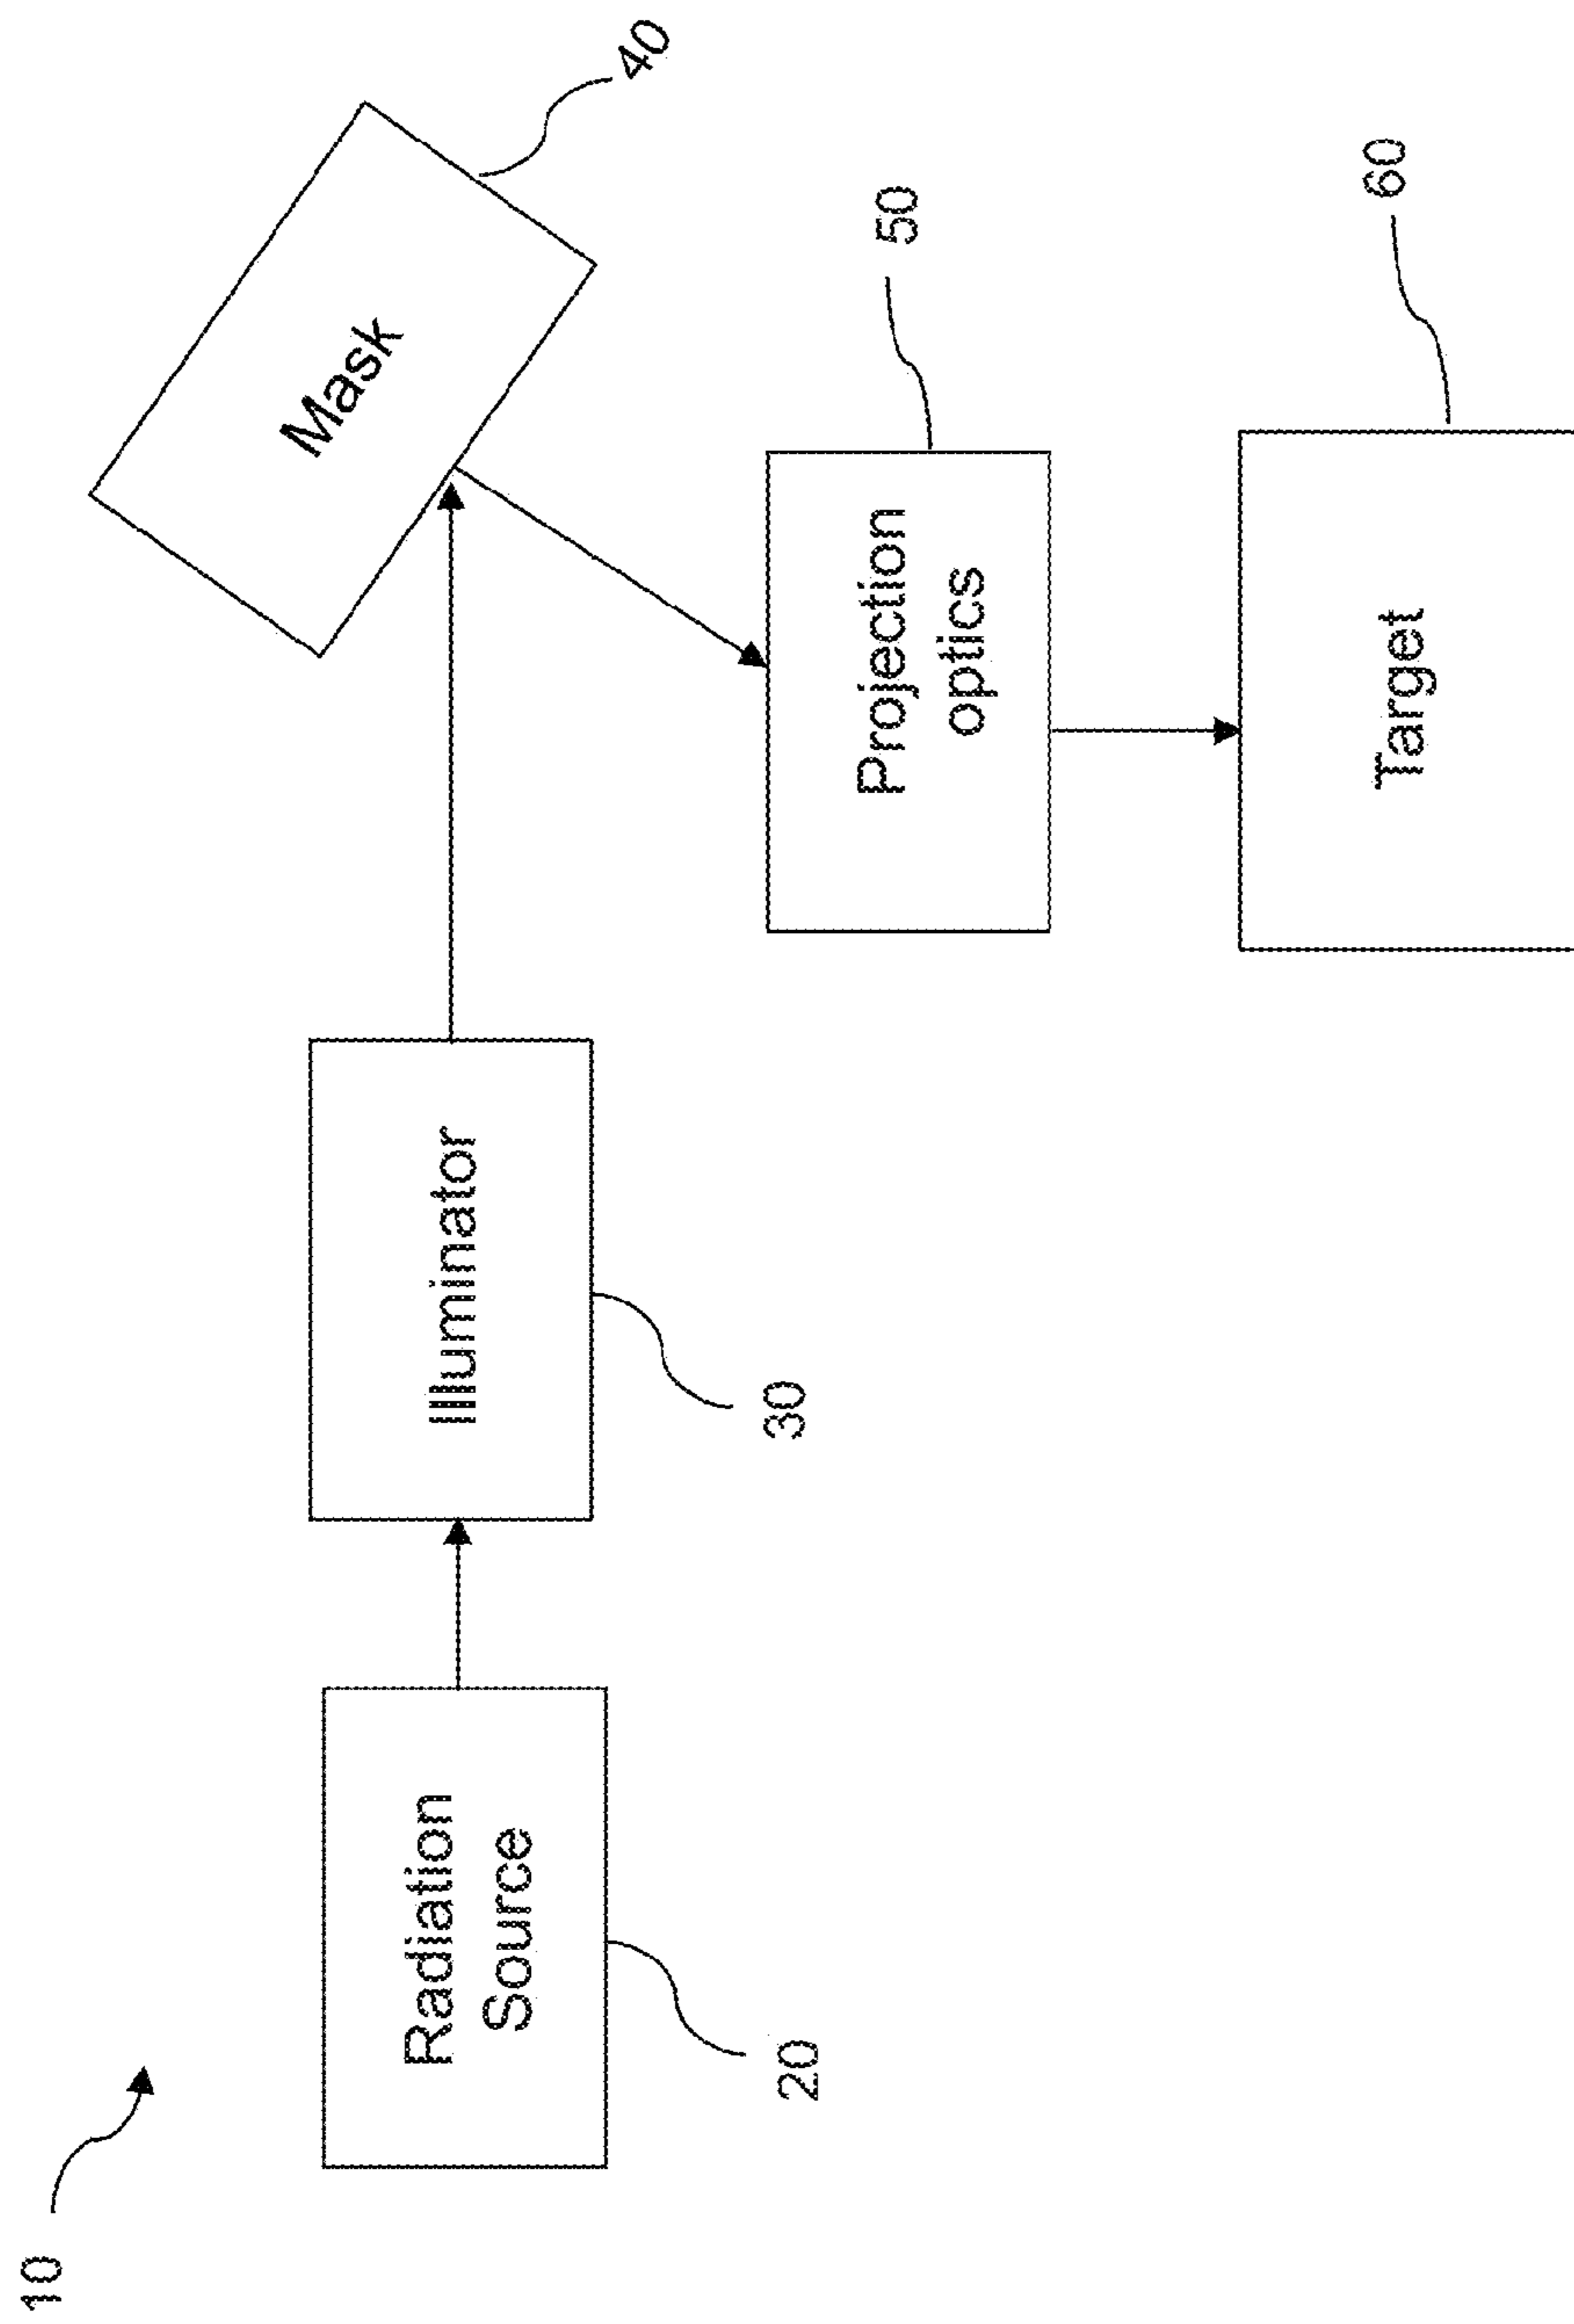 10
Radiation
Source
20
Illuminator
30
Mask
40
Projection
optics
50
Target
60